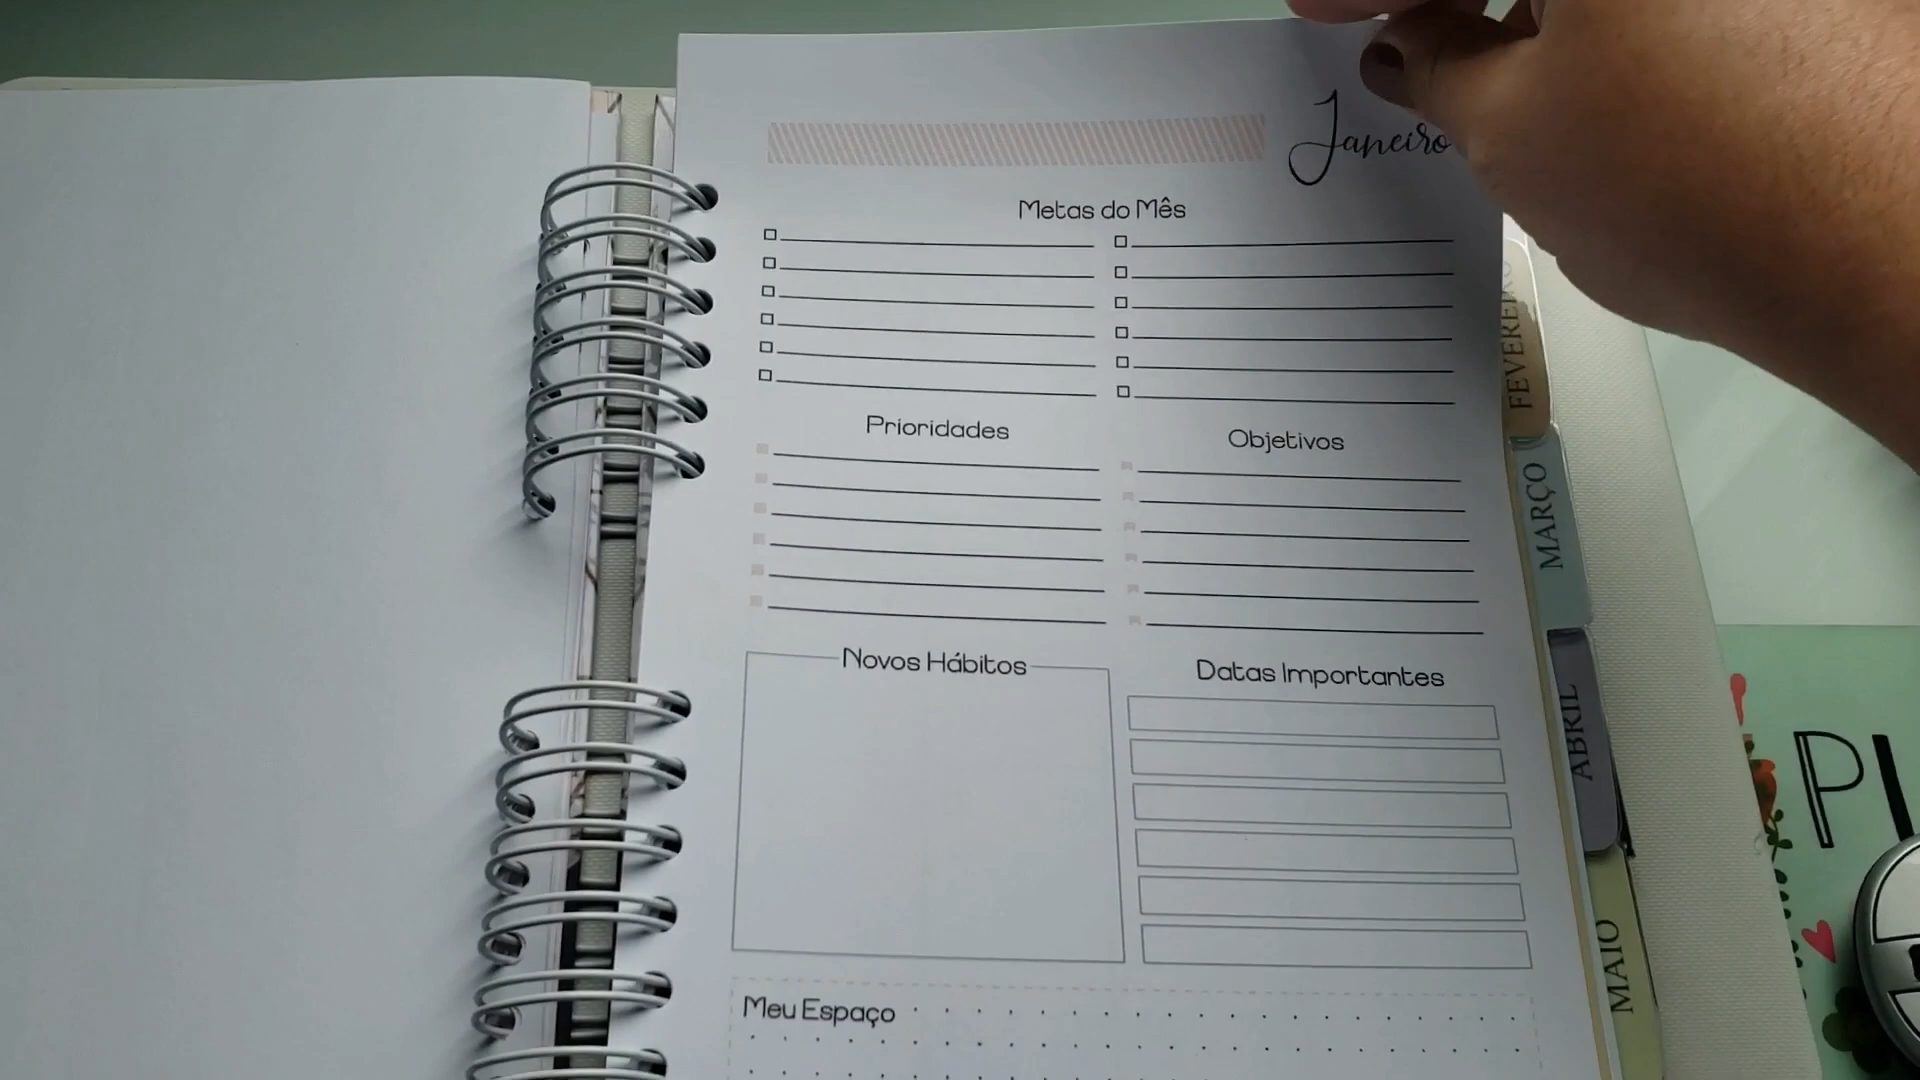 Janeiro
Metas do Mês
Prioridades
Objetivos
Novos Hábitos
Datas Importantes
Meu Espaço
FEVEREIRO
MARÇO
ABRIL
MAIO